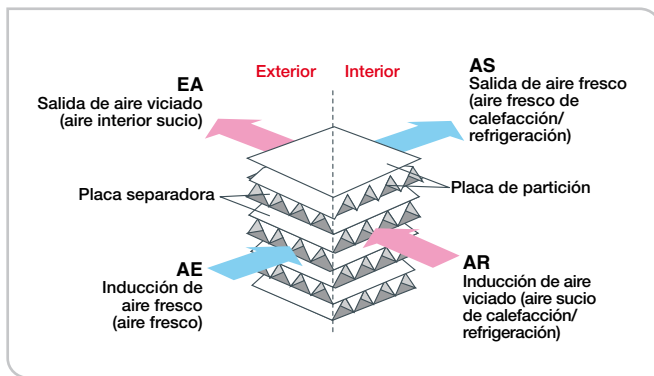 EA
Salida de aire viciado
(aire interior sucio)
Exterior
Interior
AS
Salida de aire fresco
(aire fresco de
calefacción/
refrigeración)
Placa separadora
Placa de partición
AE
Inducción de
aire fresco
(aire fresco)
AR
Inducción de aire
viciado (aire sucio
de calefacción/
refrigeración)